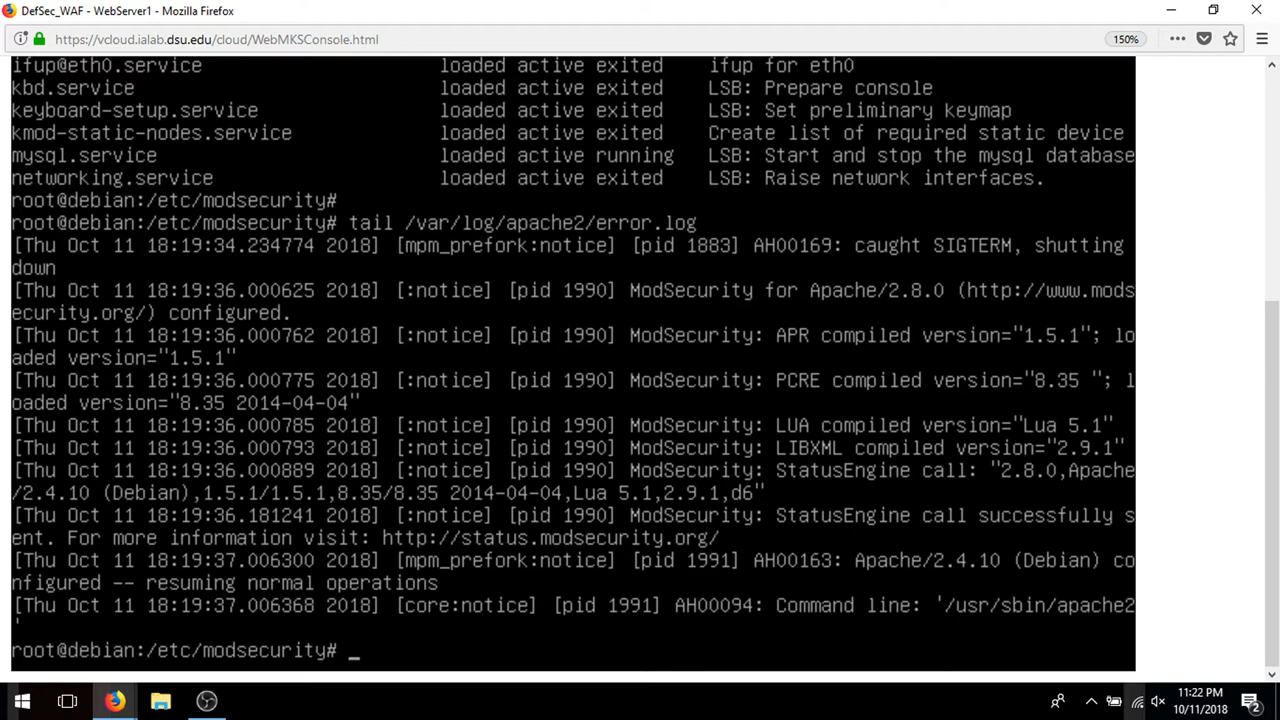 DefSec_WAF - WebServer1 - Mozilla Firefox
https://vcloud.ialab.dsu.edu/cloud/WebMKSConsole.html
150%
ifup@eth0.service loaded active exited ifup for eth0
kbd.service loaded active exited LSB: Prepare console
keyboard-setup.service loaded active exited LSB: Set preliminary keymap
kmod-static-nodes.service loaded active exited Create list of required static device
mysql.service loaded active running LSB: Start and stop the mysql database
networking.service loaded active exited LSB: Raise network interfaces.
root@debian:/etc/modsecurity#
root@debian:/etc/modsecurity# tail /var/log/apache2/error.log
[Thu Oct 11 18:19:34.234774 2018] [mpm_prefork:notice] [pid 1883] AH00169: caught SIGTERM, shutting
down
[Thu Oct 11 18:19:36.000625 2018] [:notice] [pid 1990] ModSecurity for Apache/2.8.0 (http://www.mods
ecurity.org/) configured.
[Thu Oct 11 18:19:36.000762 2018] [:notice] [pid 1990] ModSecurity: APR compiled version="1.5.1"; lo
aded version="1.5.1"
[Thu Oct 11 18:19:36.000775 2018] [:notice] [pid 1990] ModSecurity: PCRE compiled version="8.35 "; l
oaded version="8.35 2014-04-04"
[Thu Oct 11 18:19:36.000785 2018] [:notice] [pid 1990] ModSecurity: LUA compiled version="Lua 5.1"
[Thu Oct 11 18:19:36.000793 2018] [:notice] [pid 1990] ModSecurity: LIBXML compiled version="2.9.1"
[Thu Oct 11 18:19:36.000889 2018] [:notice] [pid 1990] ModSecurity: StatusEngine call: "2.8.0,Apache
/2.4.10 (Debian),1.5.1/1.5.1,8.35/8.35 2014-04-04,Lua 5.1,2.9.1,d6"
[Thu Oct 11 18:19:36.181241 2018] [:notice] [pid 1990] ModSecurity: StatusEngine call successfully s
ent. For more information visit: http://status.modsecurity.org/
[Thu Oct 11 18:19:37.006300 2018] [mpm_prefork:notice] [pid 1991] AH00163: Apache/2.4.10 (Debian) co
nfigured -- resuming normal operations
[Thu Oct 11 18:19:37.006368 2018] [core:notice] [pid 1991] AH00094: Command line: '/usr/sbin/apache2
'
root@debian:/etc/modsecurity# _
11:22 PM
10/11/2018
2